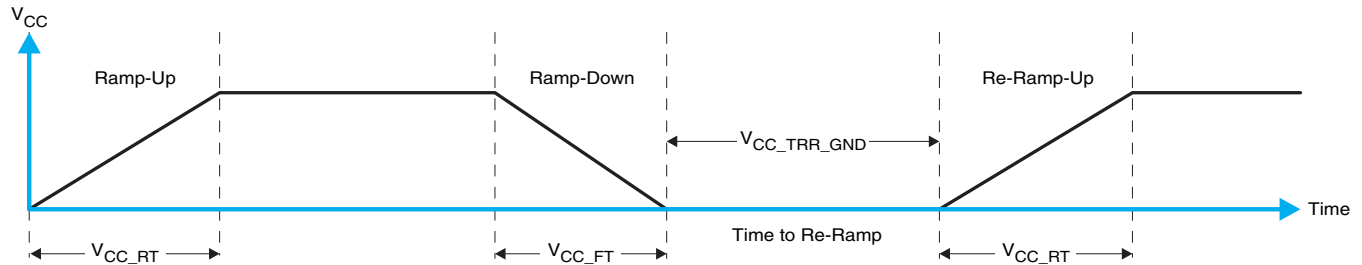 VCC
Ramp-Up
Ramp-Down
Re-Ramp-Up
VCC_TRR_GND
Time
Time to Re-Ramp
VCC_RT
VCC_FT
VCC_RT